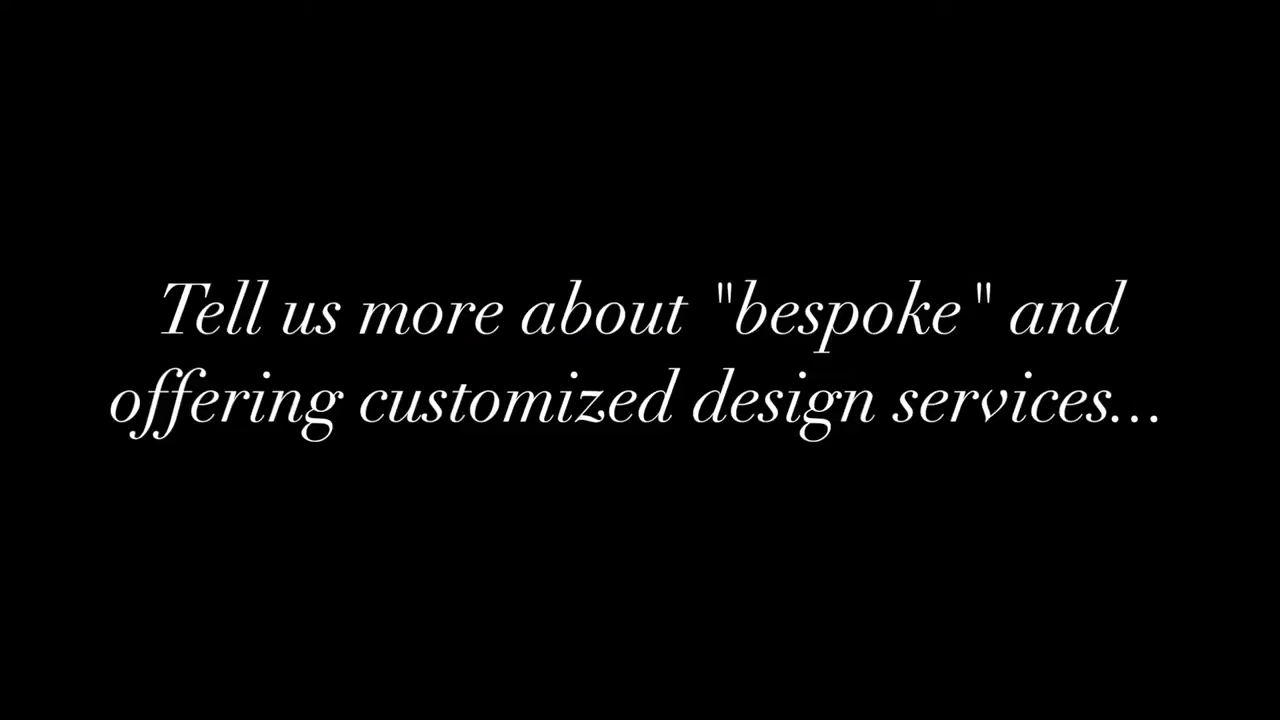 Tell us more about "bespoke" and
offering customized design services...